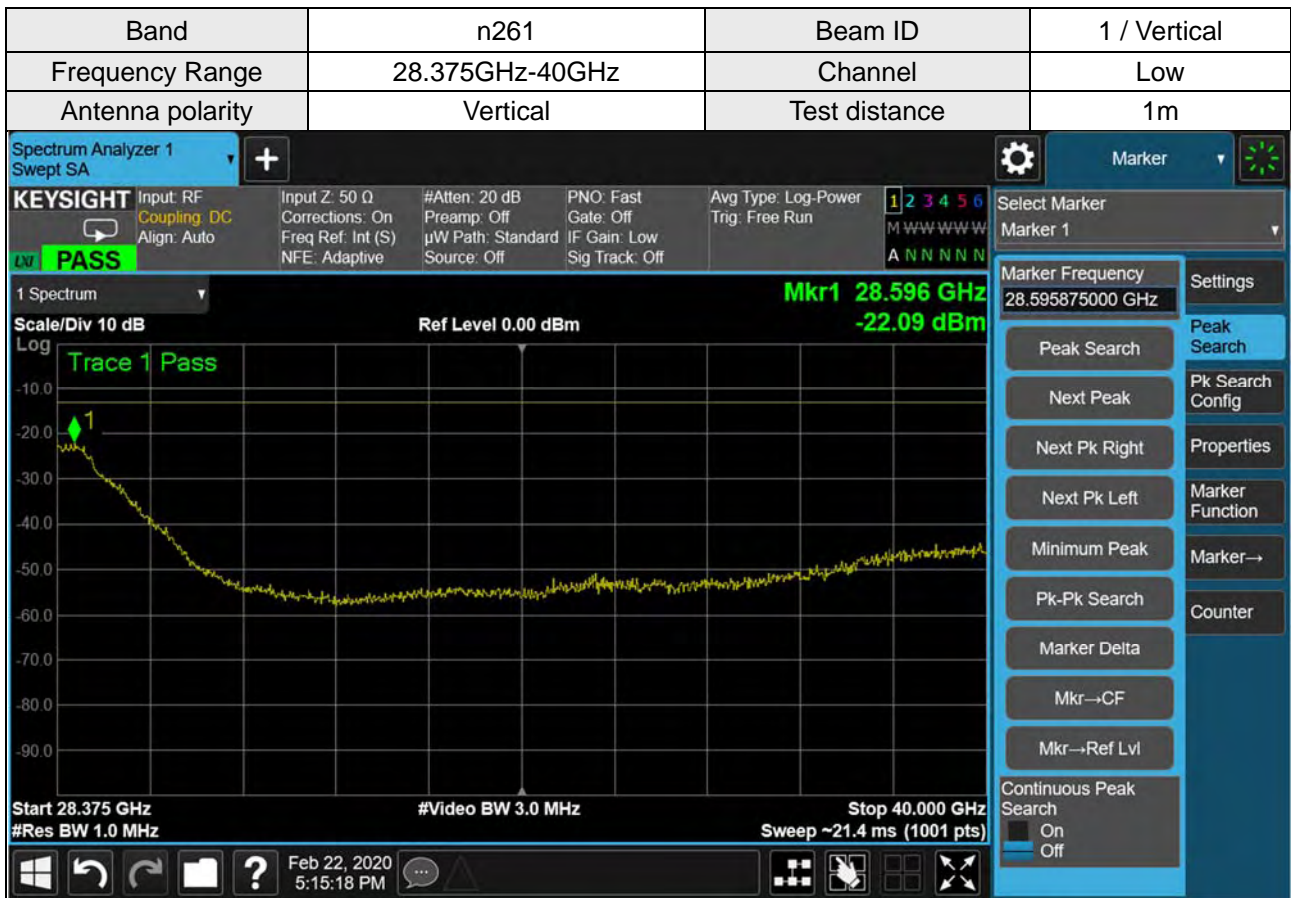 Band n261 Beam ID 1 / Vertical
Frequency Range 28.375GHz-40GHz Channel Low
Antenna polarity Vertical Test distance 1m
Spectrum Analyzer 1
Swept SA
+
Marker
KEYSIGHT Input: RF Input Z: 50 Ω #Atten: 20 dB PNO: Fast Avg Type: Log-Power 1 2 3 4 5 6
Coupling: DC Corrections: On Preamp: Off Gate: Off Trig: Free Run M W W W W W
Align: Auto Freq Ref: Int (S) µW Path: Standard IF Gain: Low
LXI PASS NFE: Adaptive Source: Off Sig Track: Off A N N N N N
Select Marker
Marker 1
1 Spectrum
Mkr1 28.596 GHz
Scale/Div 10 dB Ref Level 0.00 dBm -22.09 dBm
Log
Trace 1 Pass
1
-10.0
-20.0
-30.0
-40.0
-50.0
-60.0
-70.0
-80.0
-90.0
Start 28.375 GHz #Video BW 3.0 MHz Stop 40.000 GHz
#Res BW 1.0 MHz Sweep ~21.4 ms (1001 pts)
Marker Frequency
28.595875000 GHz
Peak Search
Next Peak
Next Pk Right
Next Pk Left
Minimum Peak
Pk-Pk Search
Marker Delta
Mkr→CF
Mkr→Ref Lvl
Continuous Peak
Search
On
Off
Settings
Peak
Search
Pk Search
Config
Properties
Marker
Function
Marker→
Counter
?
Feb 22, 2020
5:15:18 PM